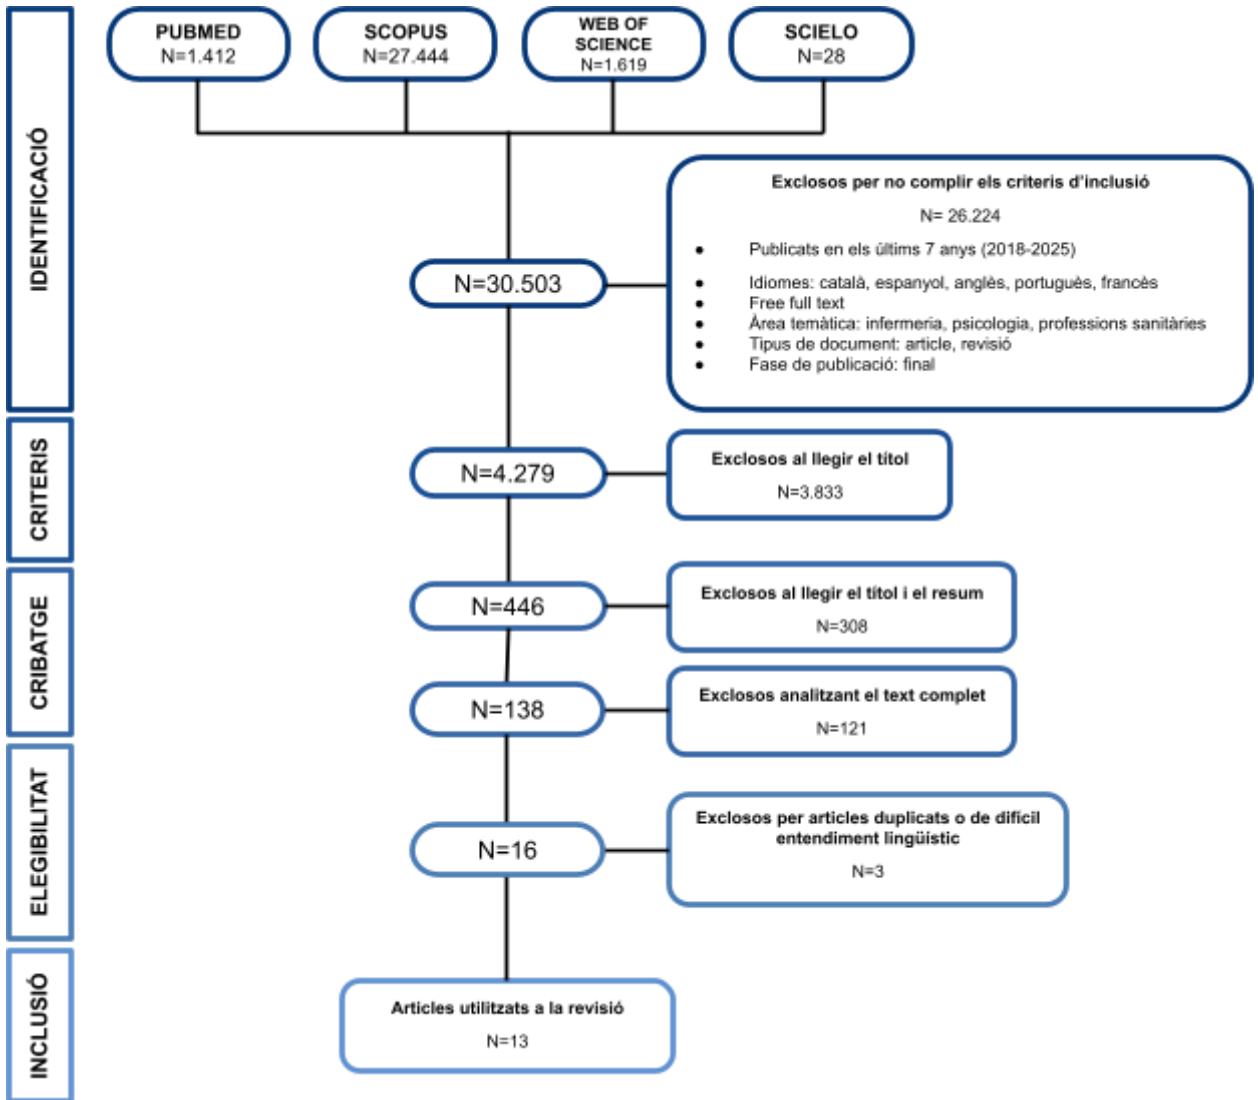 PUBMED
N=1.412
SCOPUS
N=27.444
WEB OF
SCIENCE
N=1.619
SCIELO
N=28
IDENTIFICACIÓ
Exclosos per no complir els criteris d'inclusió
N= 26.224
● Publicats en els últims 7 anys (2018-2025)
● Idiomes: català, espanyol, anglès, portuguès, francès
● Free full text
● Àrea temàtica: infermeria, psicologia, professions sanitàries
● Tipus de document: article, revisió
● Fase de publicació: final
N=30.503
CRITERIS
N=4.279
Exclosos al llegir el títol
N=3.833
CRIBATGE
N=446
Exclosos al llegir el títol i el resum
N=308
N=138
Exclosos analitzant el text complet
N=121
ELEGIBILITAT
N=16
Exclosos per articles duplicats o de difícil
entendiment lingüístic
N=3
INCLUSIÓ
Articles utilitzats a la revisió
N=13